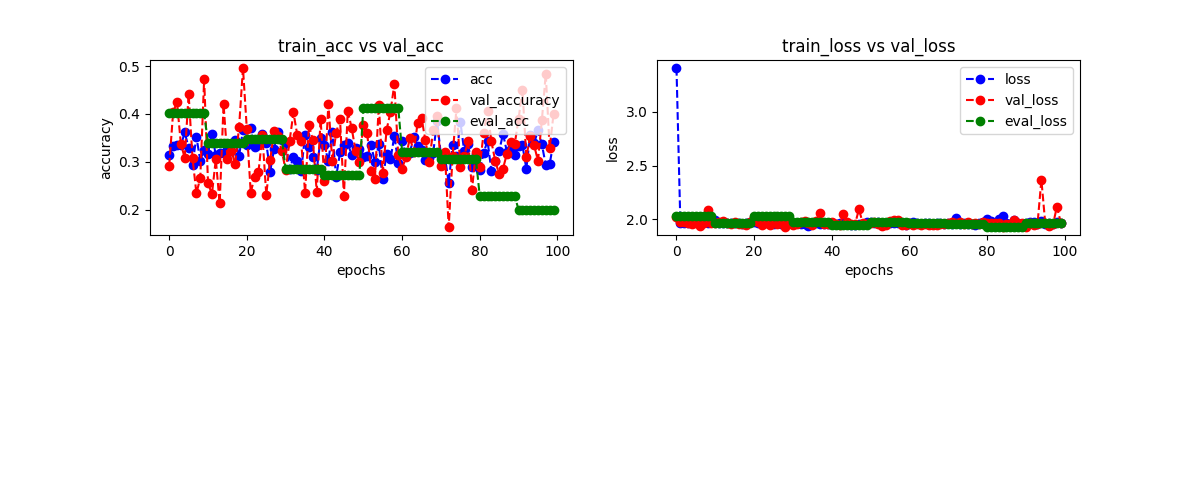 train_acc vs val_acc
accuracy
0.5
0.4
0.3
0.2
acc
val_accuracy
eval_acc
0 20 40 60 80 100
epochs
train_loss vs val_loss
loss
3.0
2.5
2.0
loss
val_loss
eval_loss
0 20 40 60 80 100
epochs